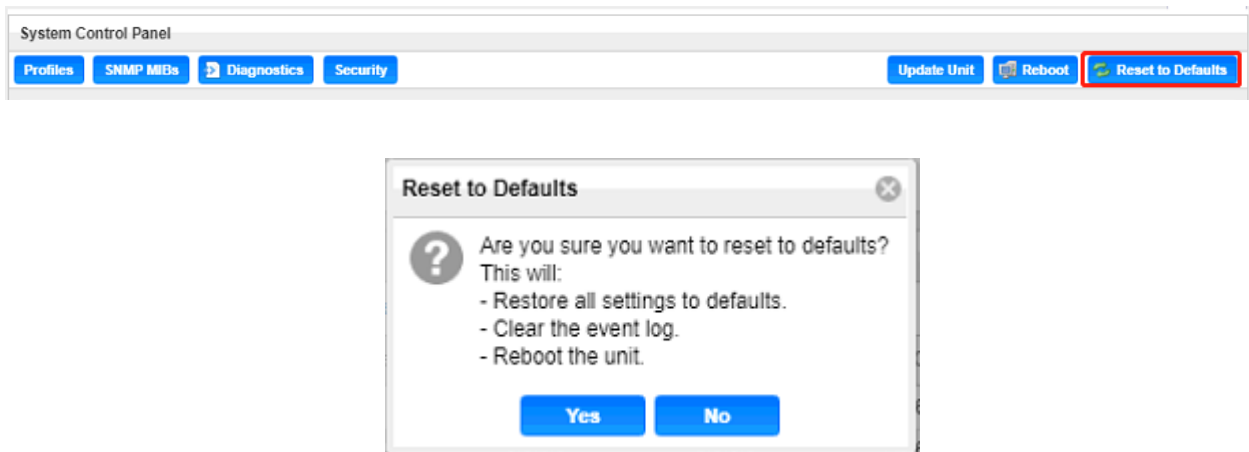 System Control Panel
Profiles SNMP MIBs Diagnostics Security Update Unit Reboot Reset to Defaults
Reset to Defaults
Are you sure you want to reset to defaults?
This will:
- Restore all settings to defaults.
- Clear the event log.
- Reboot the unit.
Yes No